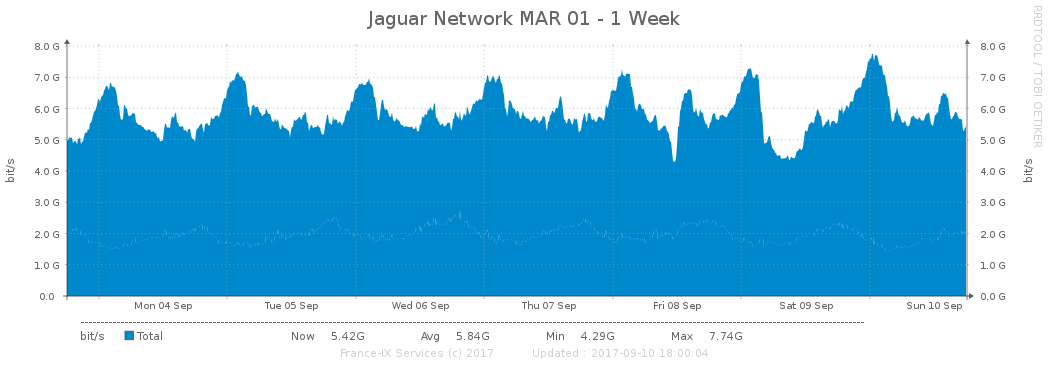 Jaguar Network MAR 01 - 1 Week
RRDTOOL / TOBI OETIKER
bit/s
bit/s
8.0 G 8.0 G
7.0 G 7.0 G
6.0 G 6.0 G
5.0 G 5.0 G
4.0 G 4.0 G
3.0 G 3.0 G
2.0 G 2.0 G
1.0 G 1.0 G
0.0 0.0 G
Mon 04 Sep Tue 05 Sep Wed 06 Sep Thu 07 Sep Fri 08 Sep Sat 09 Sep Sun 10 Sep
bit/s Total Now 5.42G Avg 5.84G Min 4.29G Max 7.74G
France-IX Services (c) 2017 Updated : 2017-09-10 18:00:04